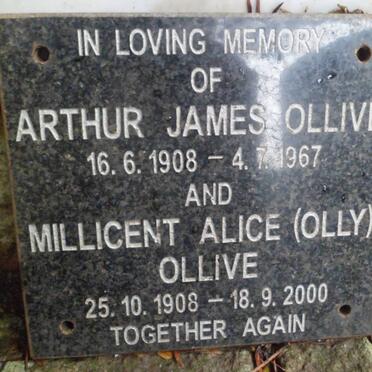 IN LOVING MEMORY
OF
ARTHUR JAMES OLLIVE
16. 6. 1908 – 4. 7. 1967
AND
MILLICENT ALICE (OLLY)
OLLIVE
25. 10. 1908 – 18. 9. 2000
TOGETHER AGAIN